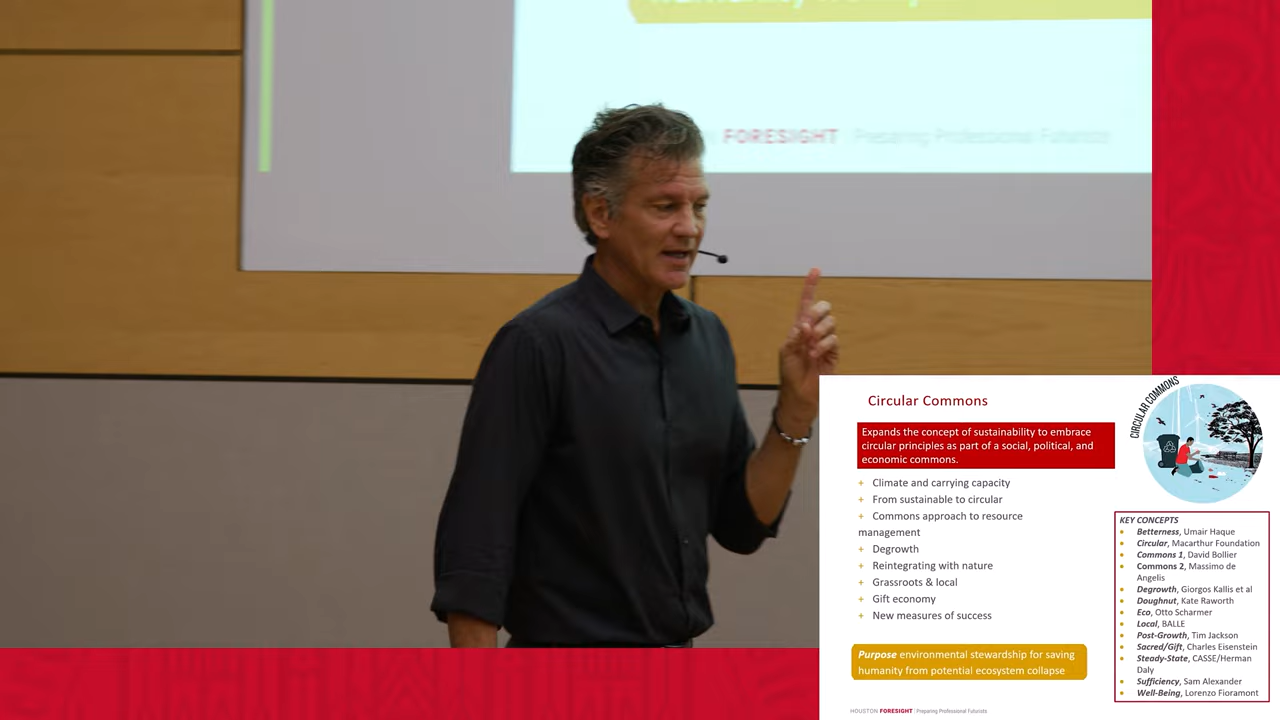 FORESIGHT Preparing Professional Futurists
Circular Commons
CIRCULAR COMMONS
Expands the concept of sustainability to embrace
circular principles as part of a social, political, and
economic commons.
+ Climate and carrying capacity
+ From sustainable to circular
+ Commons approach to resource
management
+ Degrowth
+ Reintegrating with nature
+ Grassroots & local
+ Gift economy
+ New measures of success
Purpose environmental stewardship for saving
humanity from potential ecosystem collapse
KEY CONCEPTS
• Betterness, Umair Haque
• Circular, Macarthur Foundation
• Commons 1, David Bollier
• Commons 2, Massimo de
Angelis
• Degrowth, Giorgos Kallis et al
• Doughnut, Kate Raworth
• Eco, Otto Scharmer
• Local, BALLE
• Post-Growth, Tim Jackson
• Sacred/Gift, Charles Eisenstein
• Steady-State, CASSE/Herman
Daly
• Sufficiency, Sam Alexander
• Well-Being, Lorenzo Fioramont
HOUSTON FORESIGHT | Preparing Professional Futurists